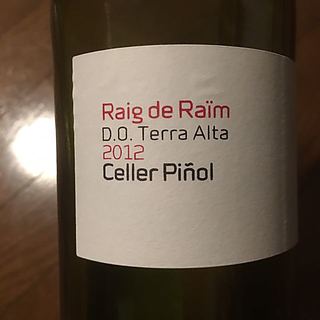 Raig de Raïm
D.O. Terra Alta
2012
Celler Piñol